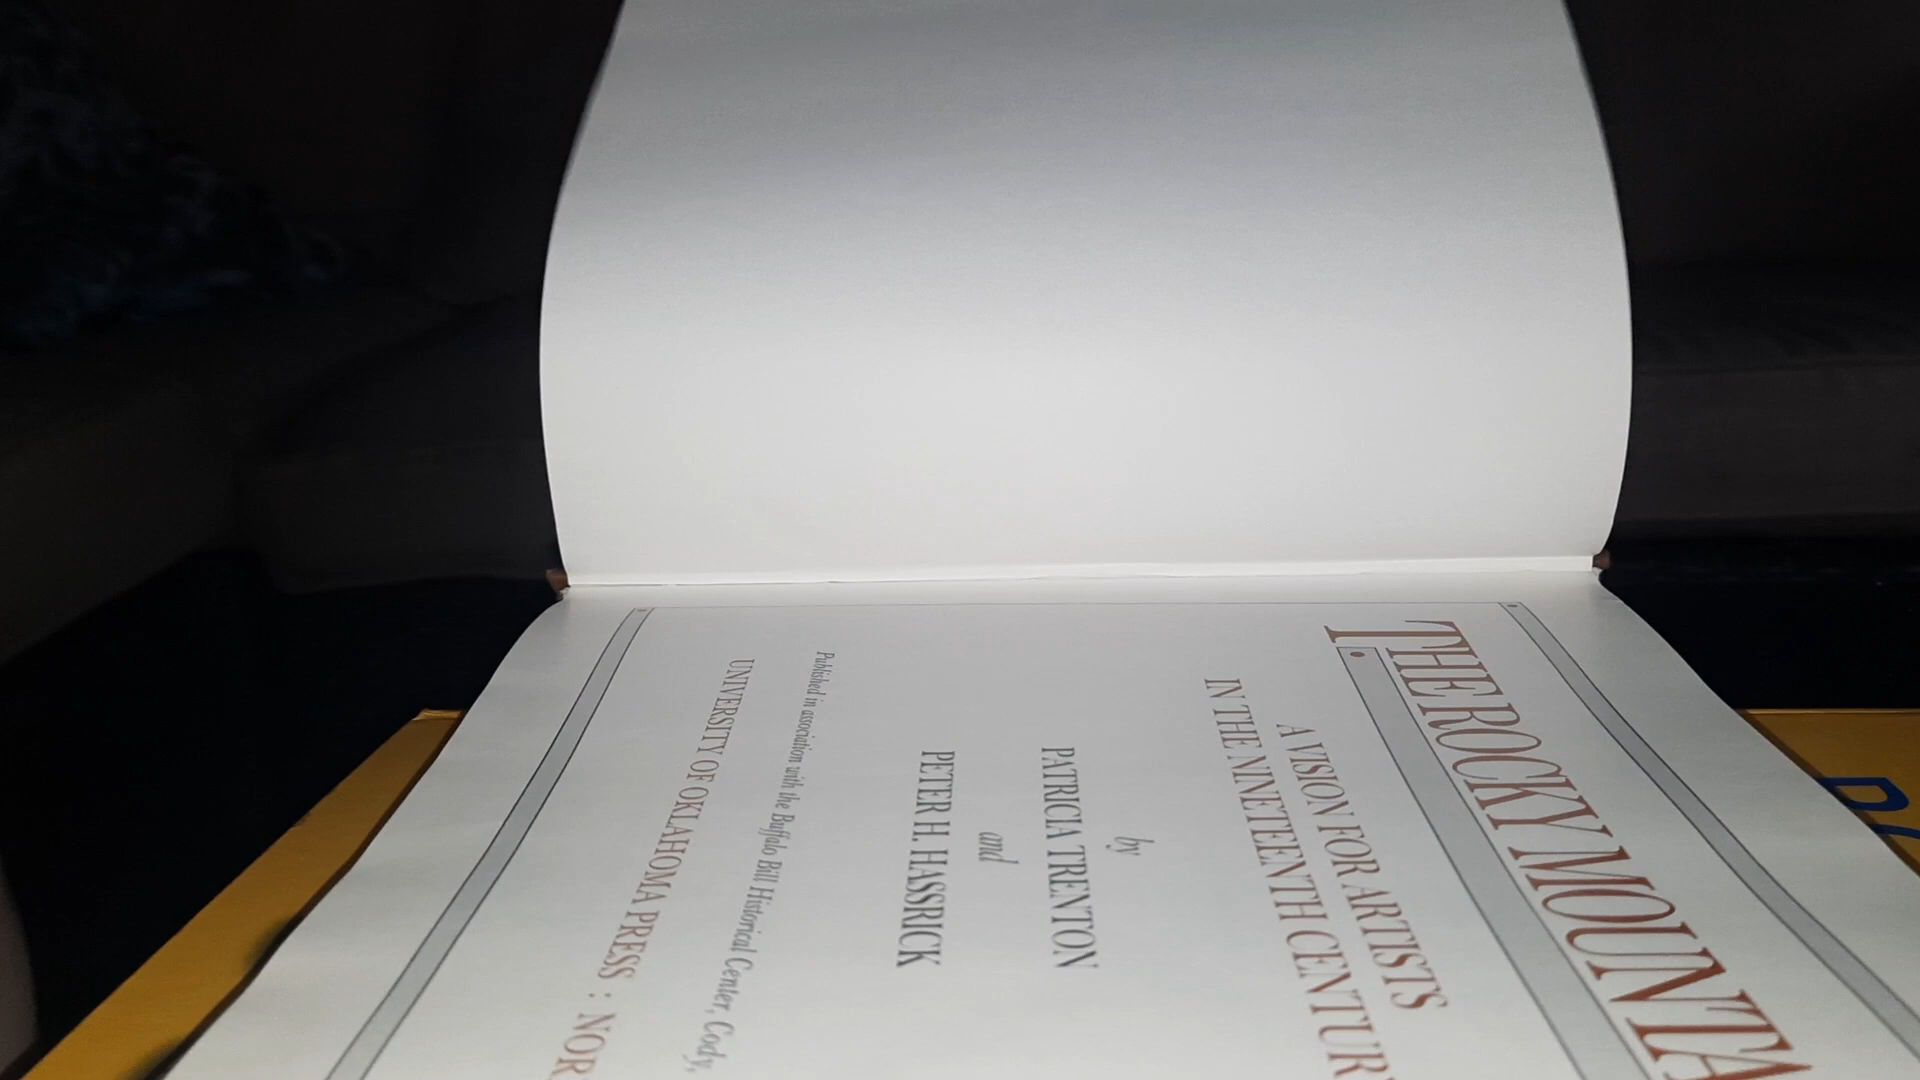 THE ROCKY MOUNTA
A VISION FOR ARTISTS
IN THE NINETEENTH CENTUR
by
PATRICIA TRENTON
and
PETER H. HASSRICK
Published in association with the Buffalo Bill Historical Center, Cody,
UNIVERSITY OF OKLAHOMA PRESS : NOR